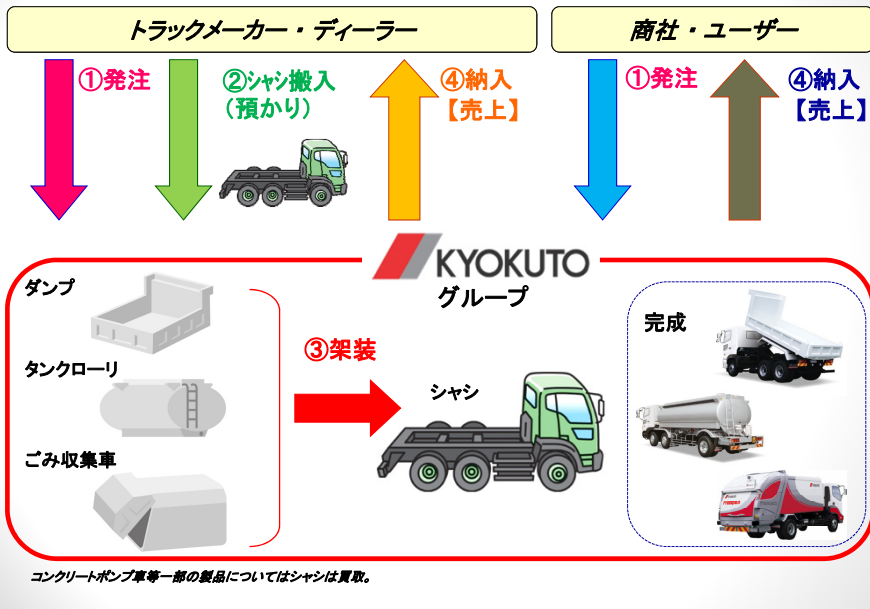 トラックメーカー・ディーラー
商社・ユーザー
①発注
②シャシ搬入
(預かり)
④納入
【売上】
①発注
④納入
【売上】
KYOKUTO
グループ
ダンプ
タンクローリ
ごみ収集車
③架装
シャシ
完成
コンクリートポンプ車等一部の製品についてはシャシは買取。